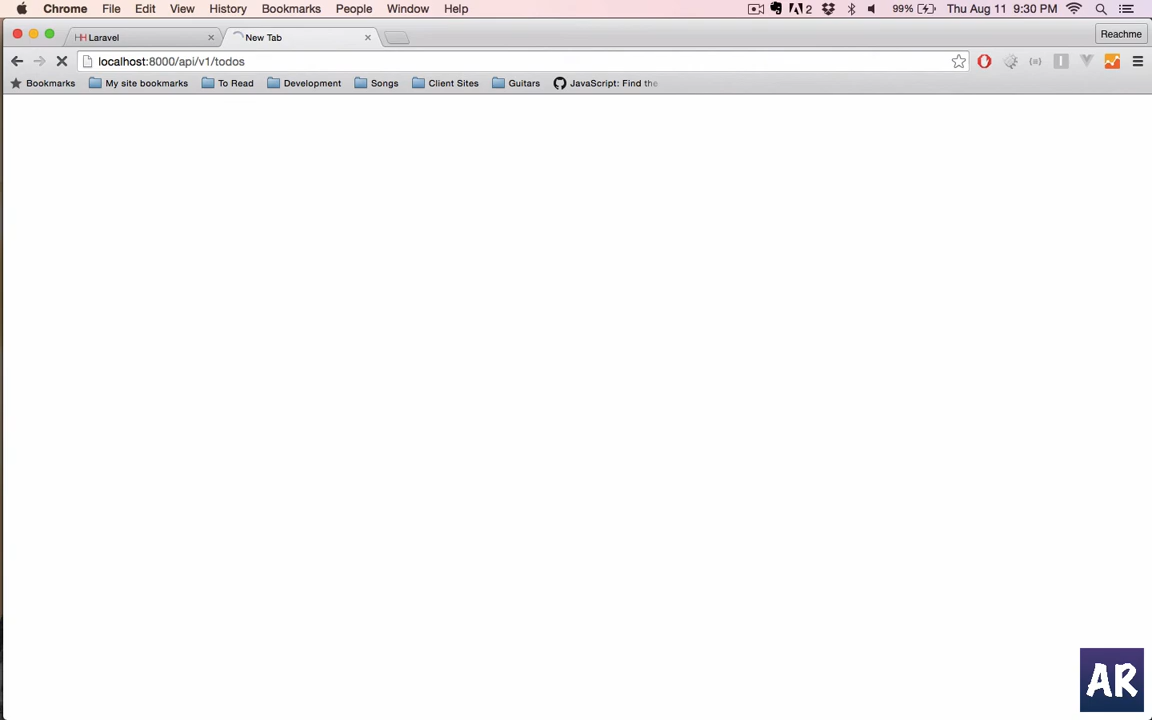 Chrome File Edit View History Bookmarks People Window Help 2 99% Thu Aug 11 9:30 PM
Laravel New Tab Reachme
localhost:8000/api/v1/todos
Bookmarks My site bookmarks To Read Development Songs Client Sites Guitars JavaScript: Find the
AR